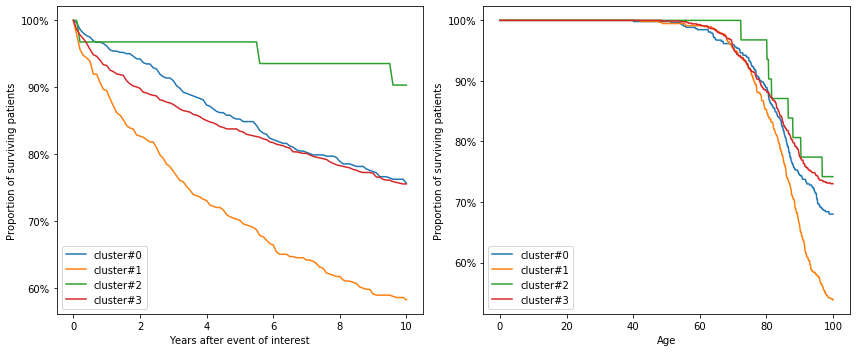 100%
90%
80%
70%
60%
Proportion of surviving patients
cluster#0
cluster#1
cluster#2
cluster#3
0 2 4 6 8 10
Years after event of interest
100%
90%
80%
70%
60%
Proportion of surviving patients
cluster#0
cluster#1
cluster#2
cluster#3
0 20 40 60 80 100
Age